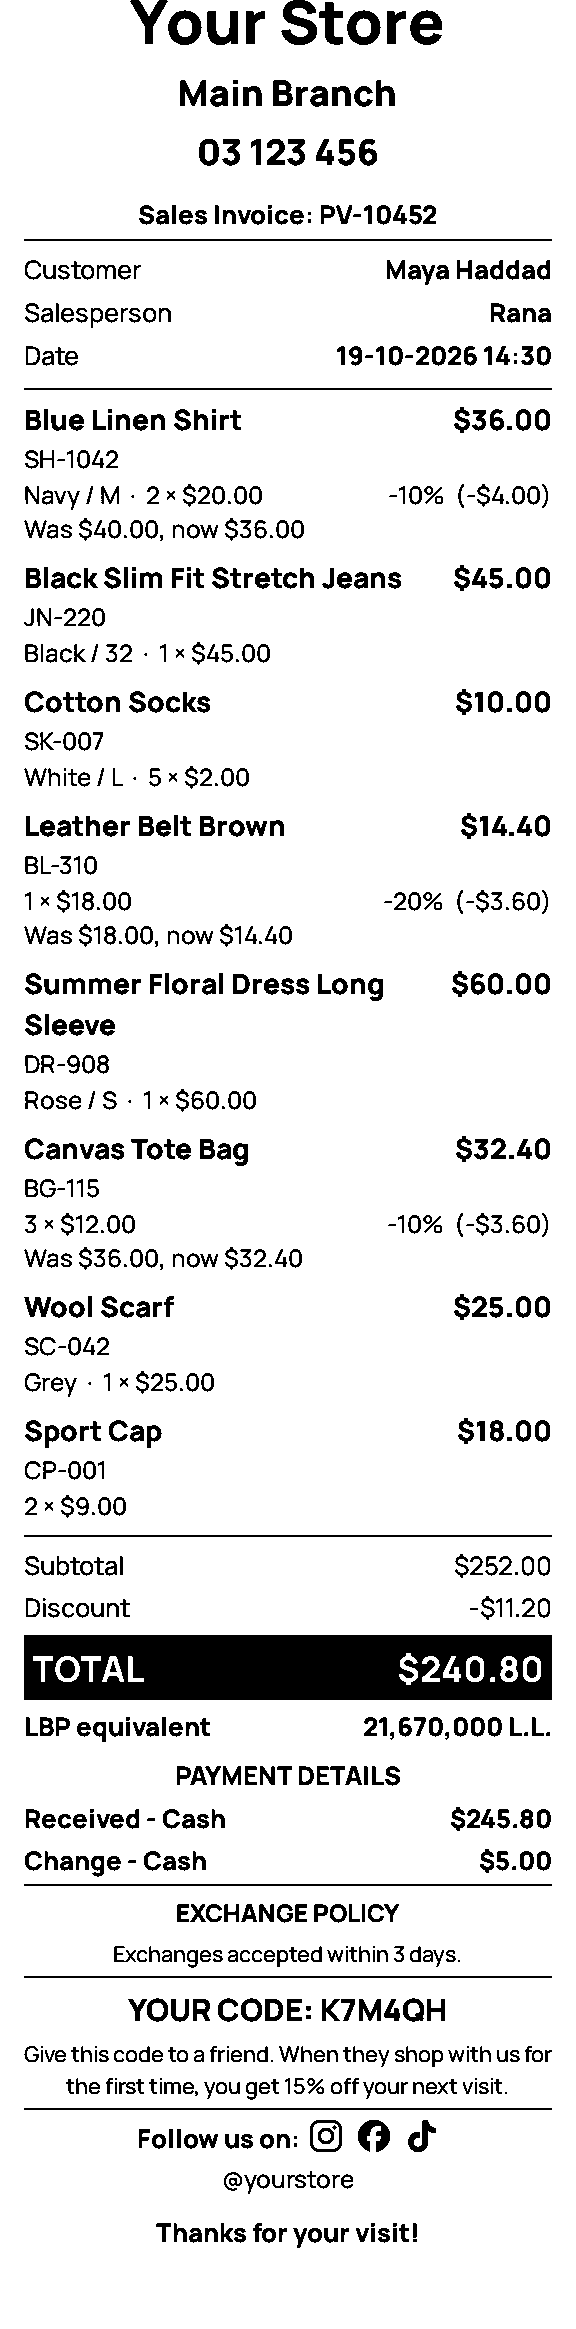 Your Store
Main Branch
03 123 456
Sales Invoice: PV-10452
Customer Maya Haddad
Salesperson Rana
Date 19-10-2026 14:30
Blue Linen Shirt $36.00
SH-1042
Navy / M · 2 × $20.00 -10% (-$4.00)
Was $40.00, now $36.00
Black Slim Fit Stretch Jeans $45.00
JN-220
Black / 32 · 1 × $45.00
Cotton Socks $10.00
SK-007
White / L · 5 × $2.00
Leather Belt Brown $14.40
BL-310
1 × $18.00 -20% (-$3.60)
Was $18.00, now $14.40
Summer Floral Dress Long $60.00
Sleeve
DR-908
Rose / S · 1 × $60.00
Canvas Tote Bag $32.40
BG-115
3 × $12.00 -10% (-$3.60)
Was $36.00, now $32.40
Wool Scarf $25.00
SC-042
Grey · 1 × $25.00
Sport Cap $18.00
CP-001
2 × $9.00
Subtotal $252.00
Discount -$11.20
TOTAL $240.80
LBP equivalent 21,670,000 L.L.
PAYMENT DETAILS
Received - Cash $245.80
Change - Cash $5.00
EXCHANGE POLICY
Exchanges accepted within 3 days.
YOUR CODE: K7M4QH
Give this code to a friend. When they shop with us for
the first time, you get 15% off your next visit.
Follow us on:
@yourstore
Thanks for your visit!